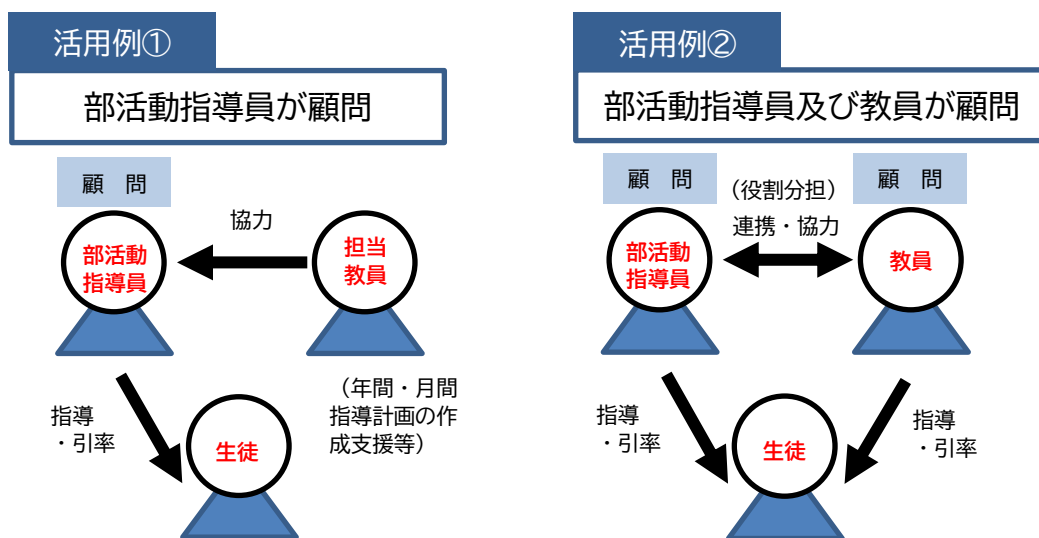 活用例①
部活動指導員が顧問
顧　問
協力
部活動
指導員
担当
教員
指導
・引率
（年間・月間
指導計画の作
成支援等）
生徒
活用例②
部活動指導員及び教員が顧問
顧　問
（役割分担）
連携・協力
顧　問
部活動
指導員
教員
指導
・引率
指導
・引率
生徒